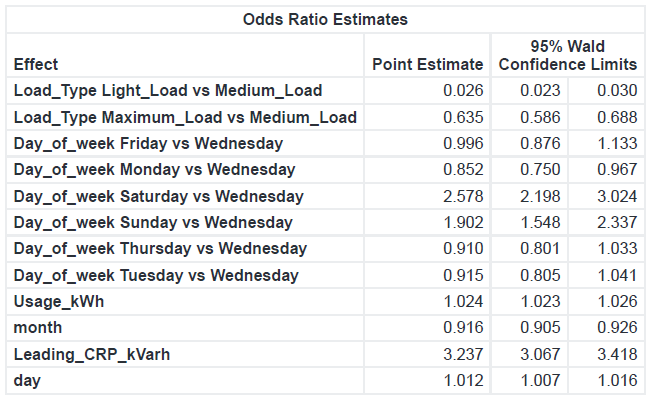 Odds Ratio Estimates
Effect Point Estimate 95% Wald
Confidence Limits
Load_Type Light_Load vs Medium_Load 0.026 0.023 0.030
Load_Type Maximum_Load vs Medium_Load 0.635 0.586 0.688
Day_of_week Friday vs Wednesday 0.996 0.876 1.133
Day_of_week Monday vs Wednesday 0.852 0.750 0.967
Day_of_week Saturday vs Wednesday 2.578 2.198 3.024
Day_of_week Sunday vs Wednesday 1.902 1.548 2.337
Day_of_week Thursday vs Wednesday 0.910 0.801 1.033
Day_of_week Tuesday vs Wednesday 0.915 0.805 1.041
Usage_kWh 1.024 1.023 1.026
month 0.916 0.905 0.926
Leading_CRP_kVarh 3.237 3.067 3.418
day 1.012 1.007 1.016